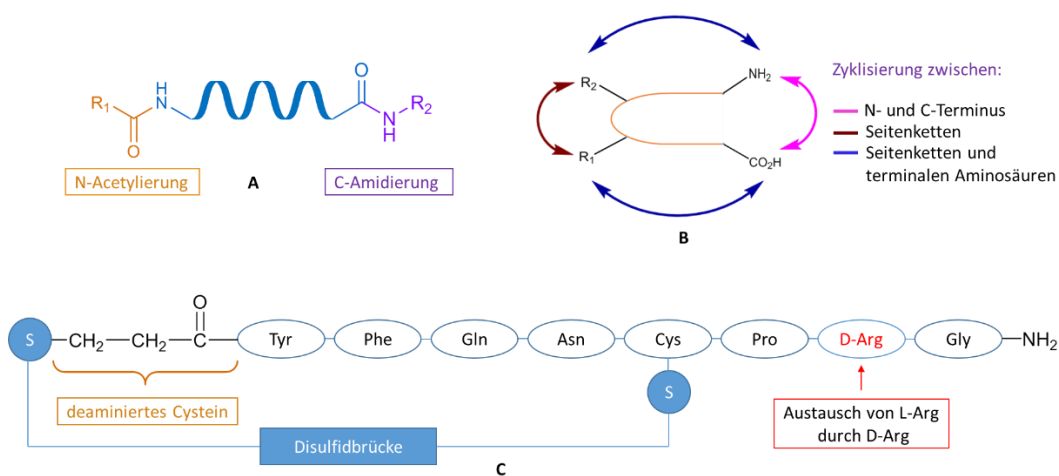 R1
O
NH
O
N
H
R2
N-Acetylierung
A
C-Amidierung
R2
R1
NH2
CO2H
B
Zyklisierung zwischen:
N- und C-Terminus
Seitenketten
Seitenketten und
terminalen Aminosäuren
S
CH2
CH2
O
C
Tyr
Phe
Gln
Asn
Cys
Pro
D-Arg
Gly
NH2
S
deaminiertes Cystein
Disulfidbrücke
Austausch von L-Arg
durch D-Arg
C